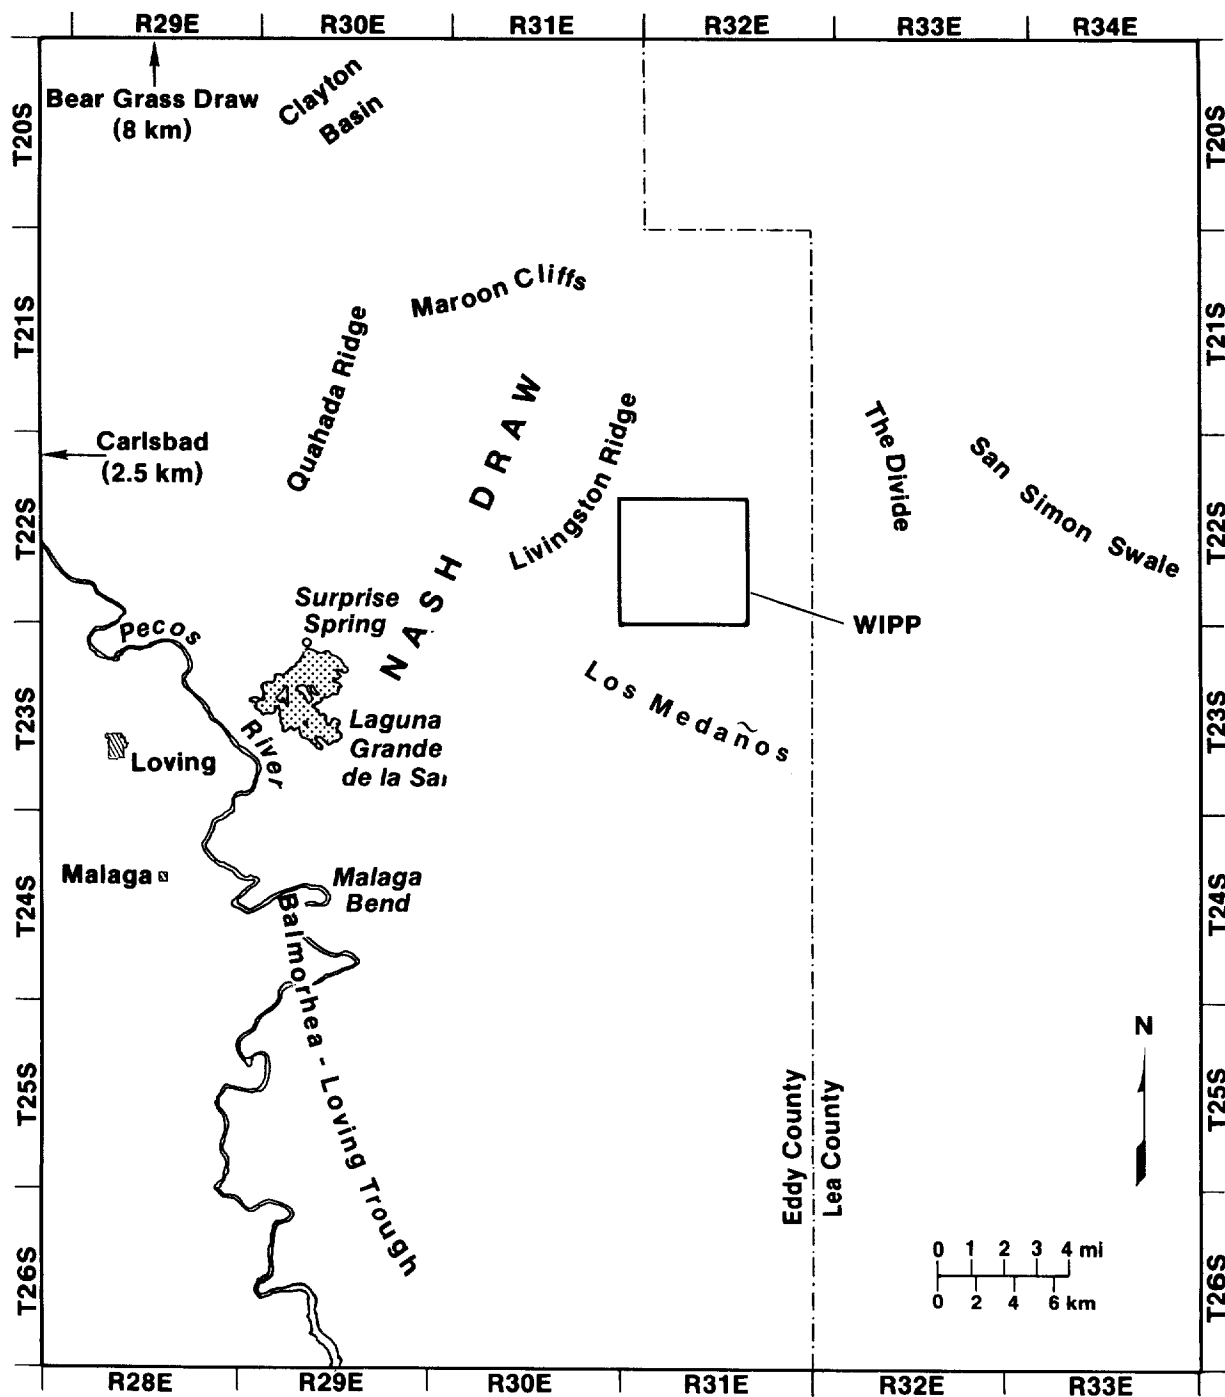 R29E R30E R31E R32E R33E R34E
Bear Grass Draw
(8 km)
Clayton
Basin
T20S
T20S
Maroon Cliffs
T21S
T21S
Quahada Ridge
NASH DRAW
Livingston Ridge
The Divide
San Simon Swale
Carlsbad
(2.5 km)
T22S
T22S
Surprise
Spring
WIPP
Pecos
River
Los Medaños
T23S
T23S
Laguna
Grande
de la Sal
Loving
Malaga
Malaga
Bend
T24S
T24S
Balmorhea - Loving Trough
N
T25S
T25S
Eddy County
Lea County
0 1 2 3 4 mi
0 2 4 6 km
T26S
T26S
R28E R29E R30E R31E R32E R33E